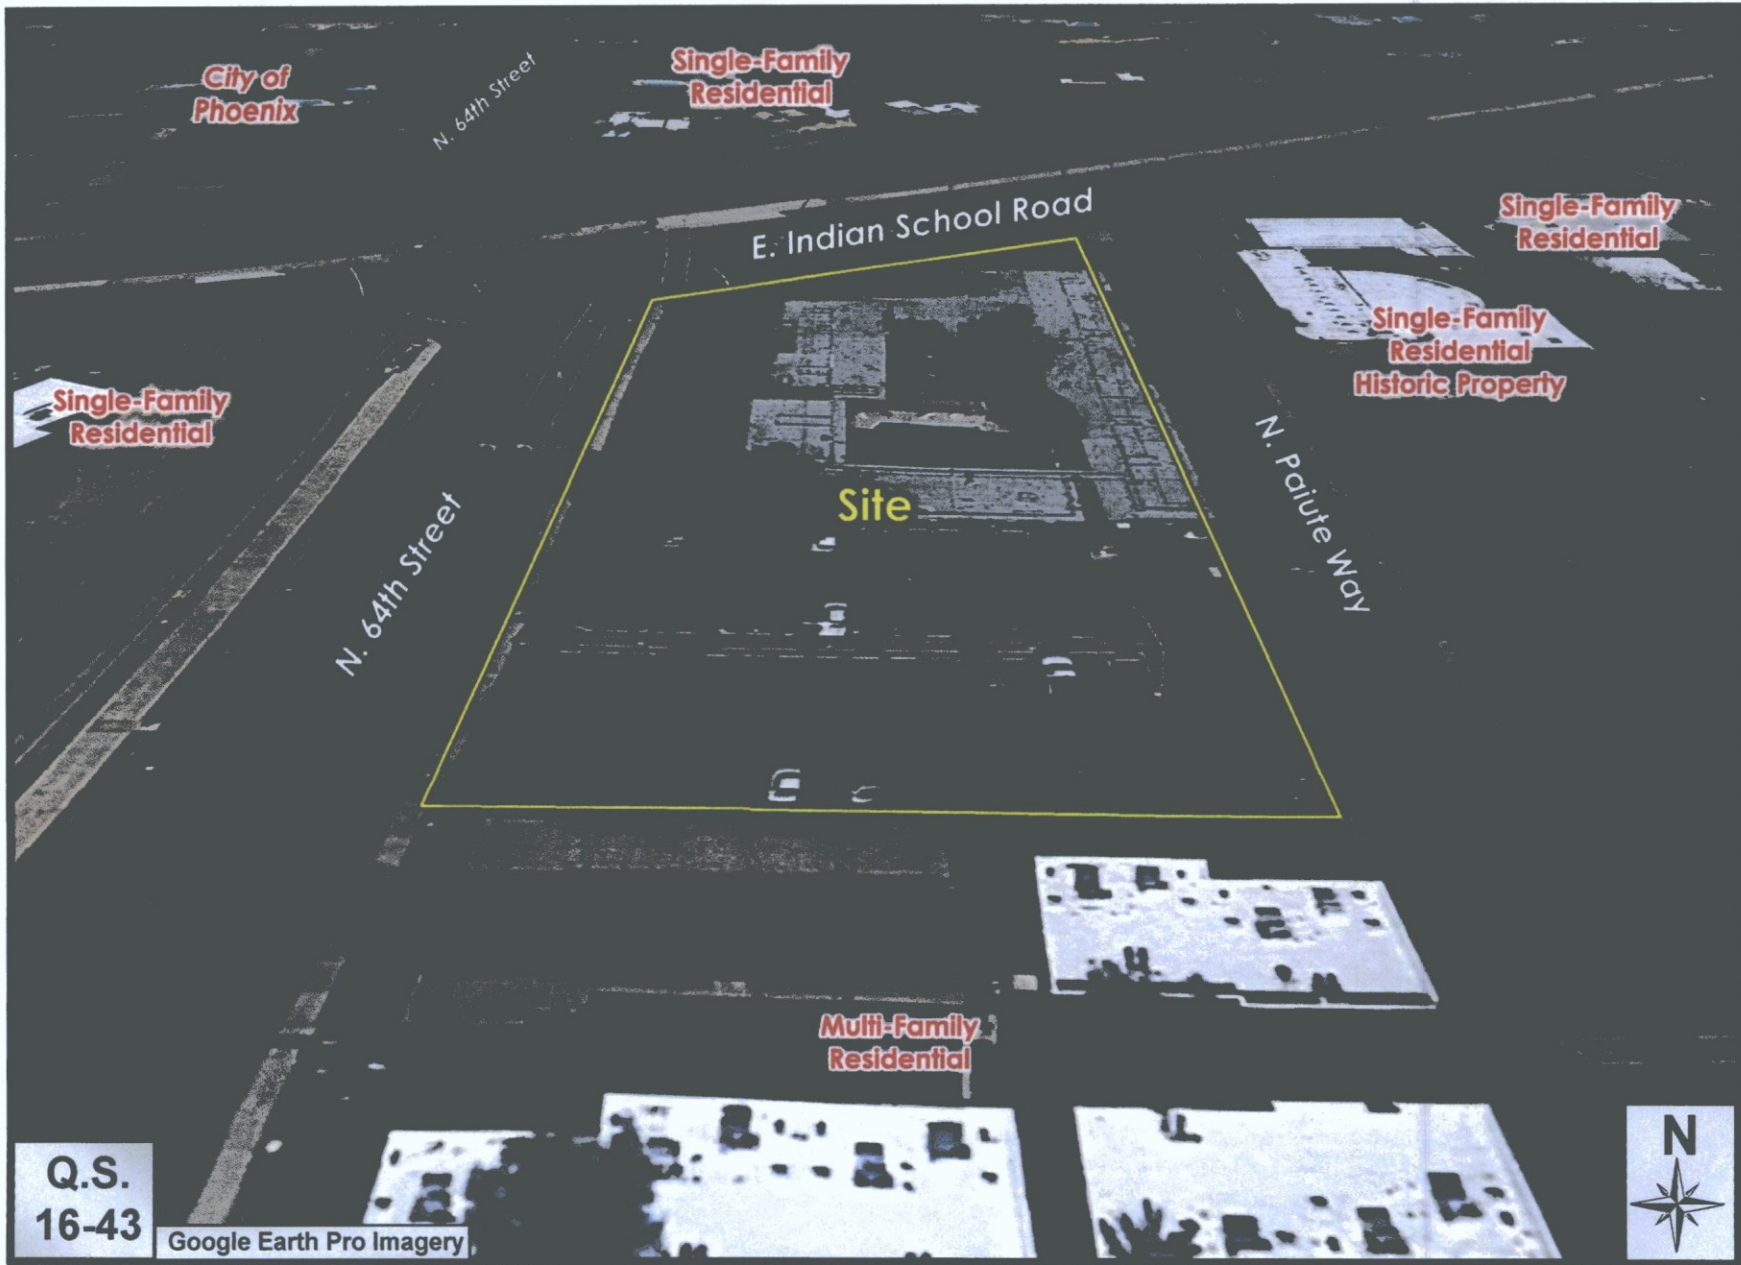 City of
Phoenix
N. 64th Street
Single-Family
Residential
E. Indian School Road
Single-Family
Residential
Single-Family
Residential
Historic Property
Single-Family
Residential
Site
N. 64th Street
N. Paiute Way
Multi-Family
Residential
Q.S.
16-43
Google Earth Pro Imagery
N